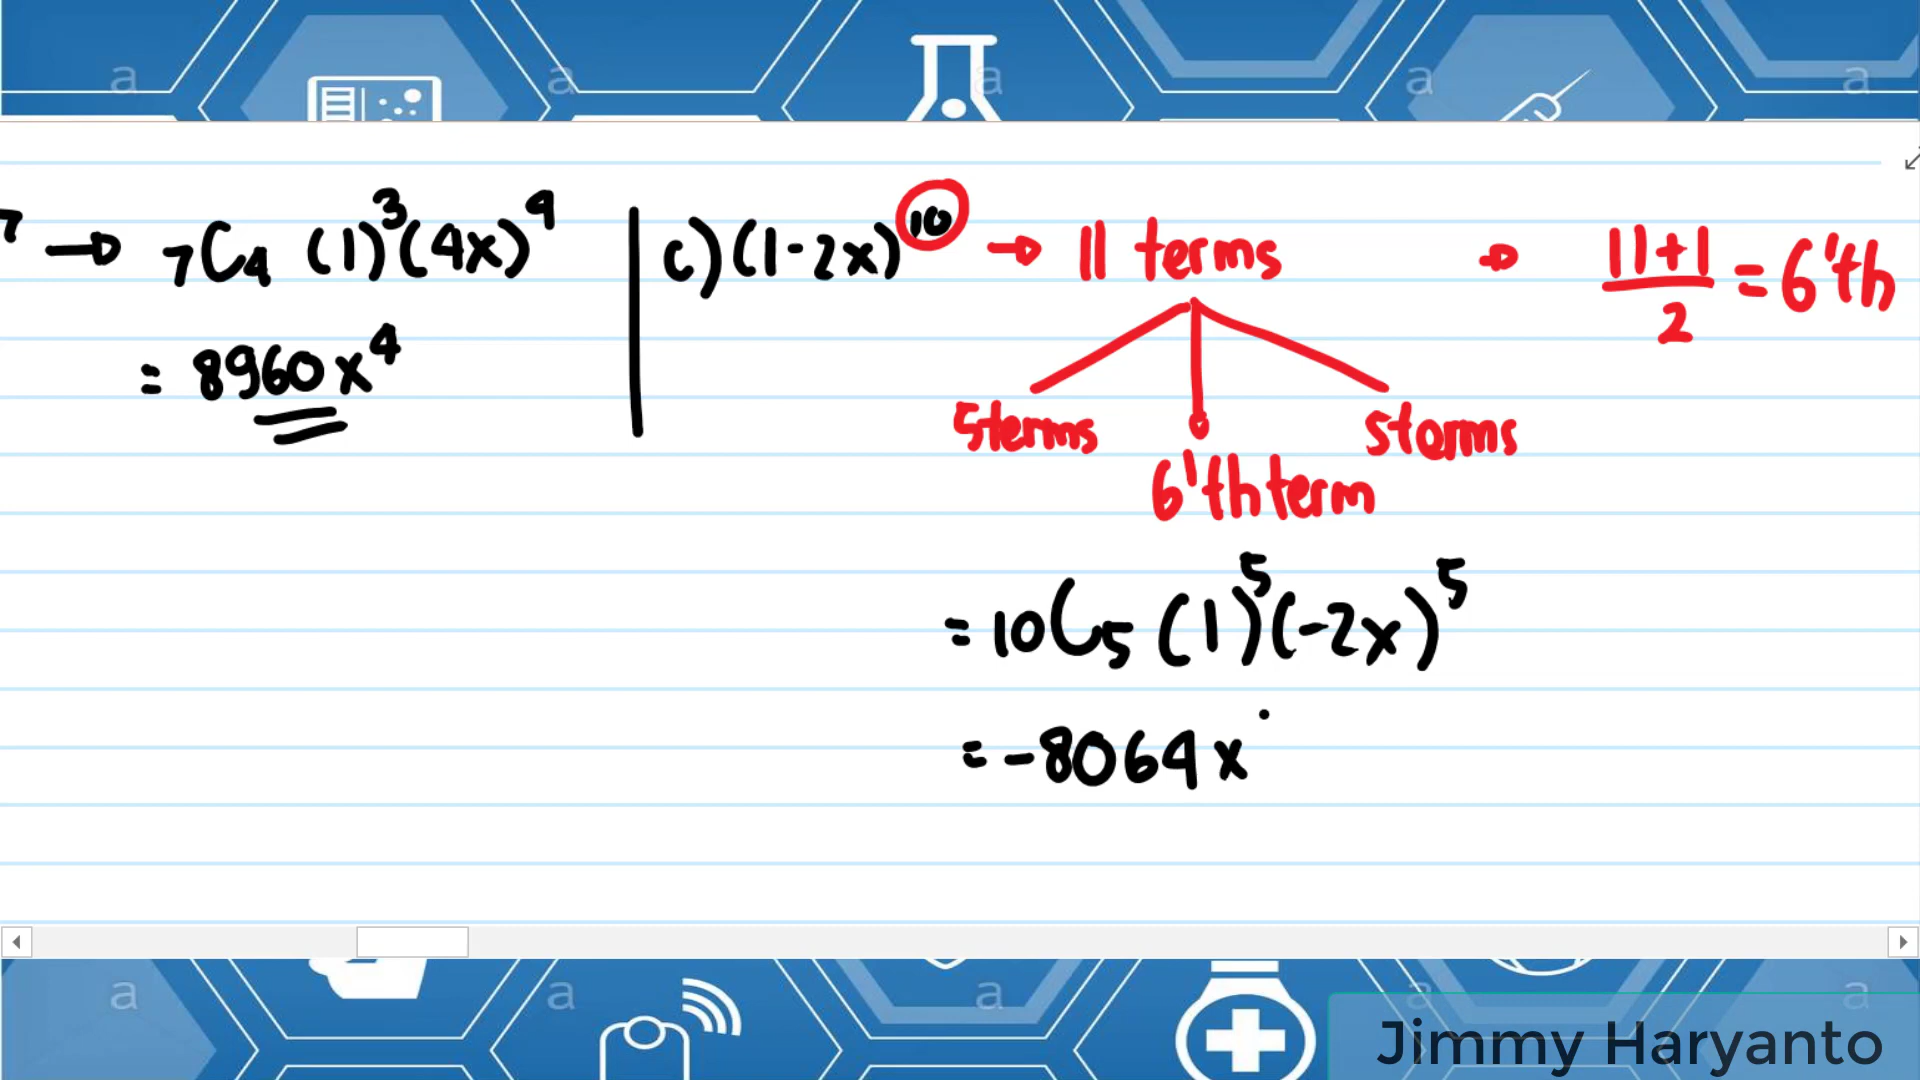 7 → 7C4 (1)³(4x)⁴
= 8960x⁴
c) (1-2x)¹⁰ → 11 terms → 11+1/2 = 6'th
5terms 6'th term 5terms
= 10C5 (1)⁵(-2x)⁵
= -8064x
Jimmy Haryanto